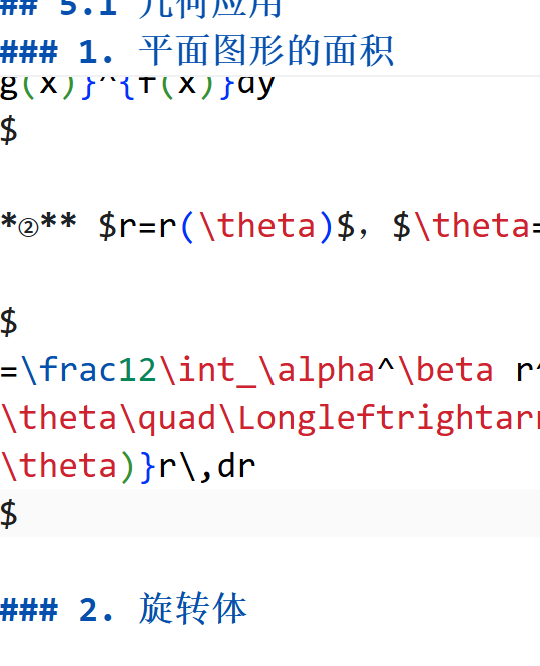 ## 5.1 几何应用
### 1. 平面图形的面积
g(x)}^{f(x)}dy
$
*②** $r=r(\theta)$，$\theta=
$
=\frac12\int_\alpha^\beta r^
\theta\quad\Longleftrightarr
\theta)}r\,dr
$
### 2. 旋转体